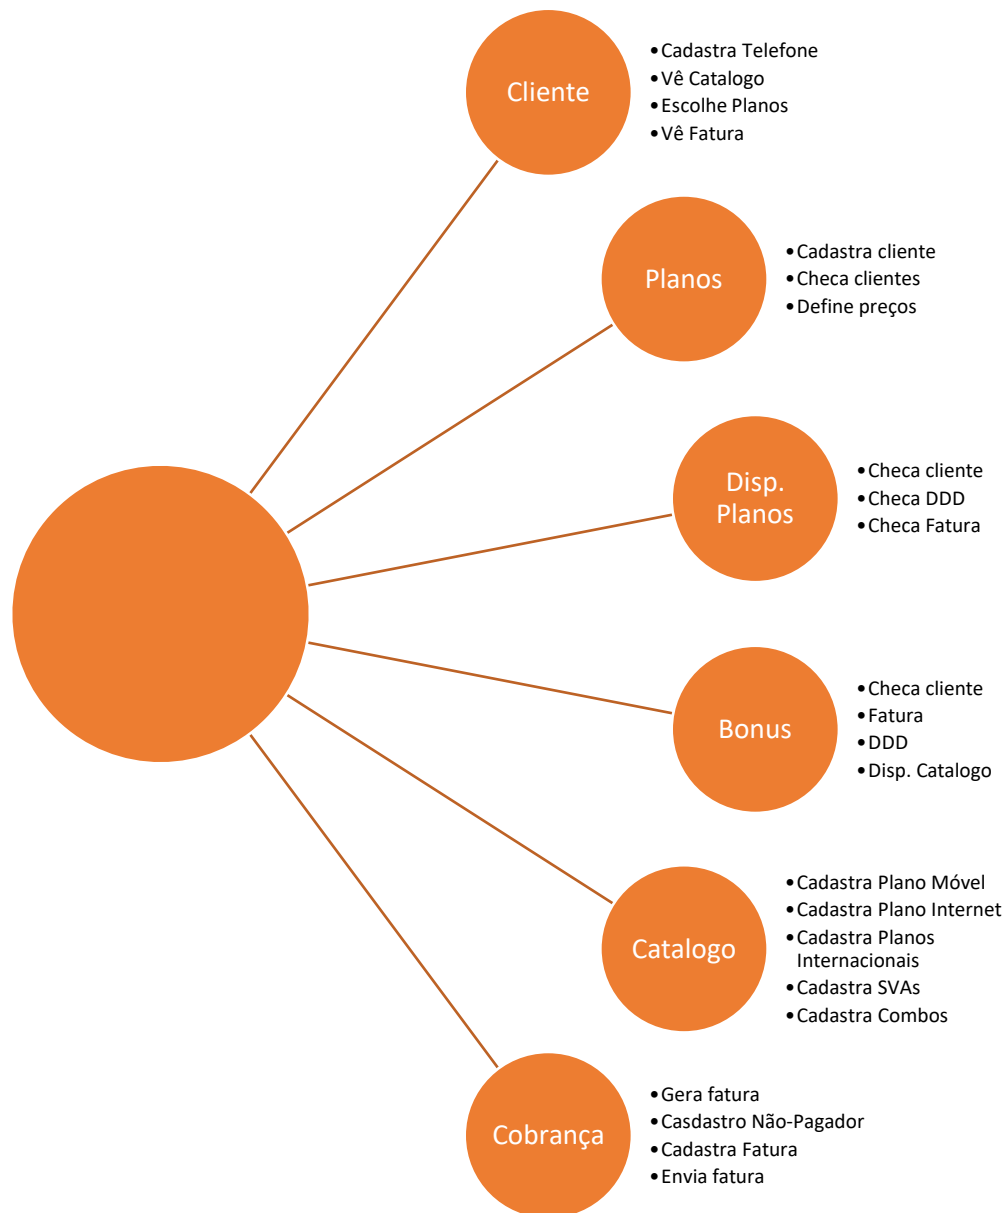 Cliente
•Cadastra Telefone
•Vê Catalogo
•Escolhe Planos
•Vê Fatura
Planos
•Cadastra cliente
•Checa clientes
•Define preços
Disp.
Planos
•Checa cliente
•Checa DDD
•Checa Fatura
Bonus
•Checa cliente
•Fatura
•DDD
•Disp. Catalogo
Catalogo
•Cadastra Plano Móvel
•Cadastra Plano Internet
•Cadastra Planos
Internacionais
•Cadastra SVAs
•Cadastra Combos
Cobrança
•Gera fatura
•Casdastro Não-Pagador
•Cadastra Fatura
•Envia fatura